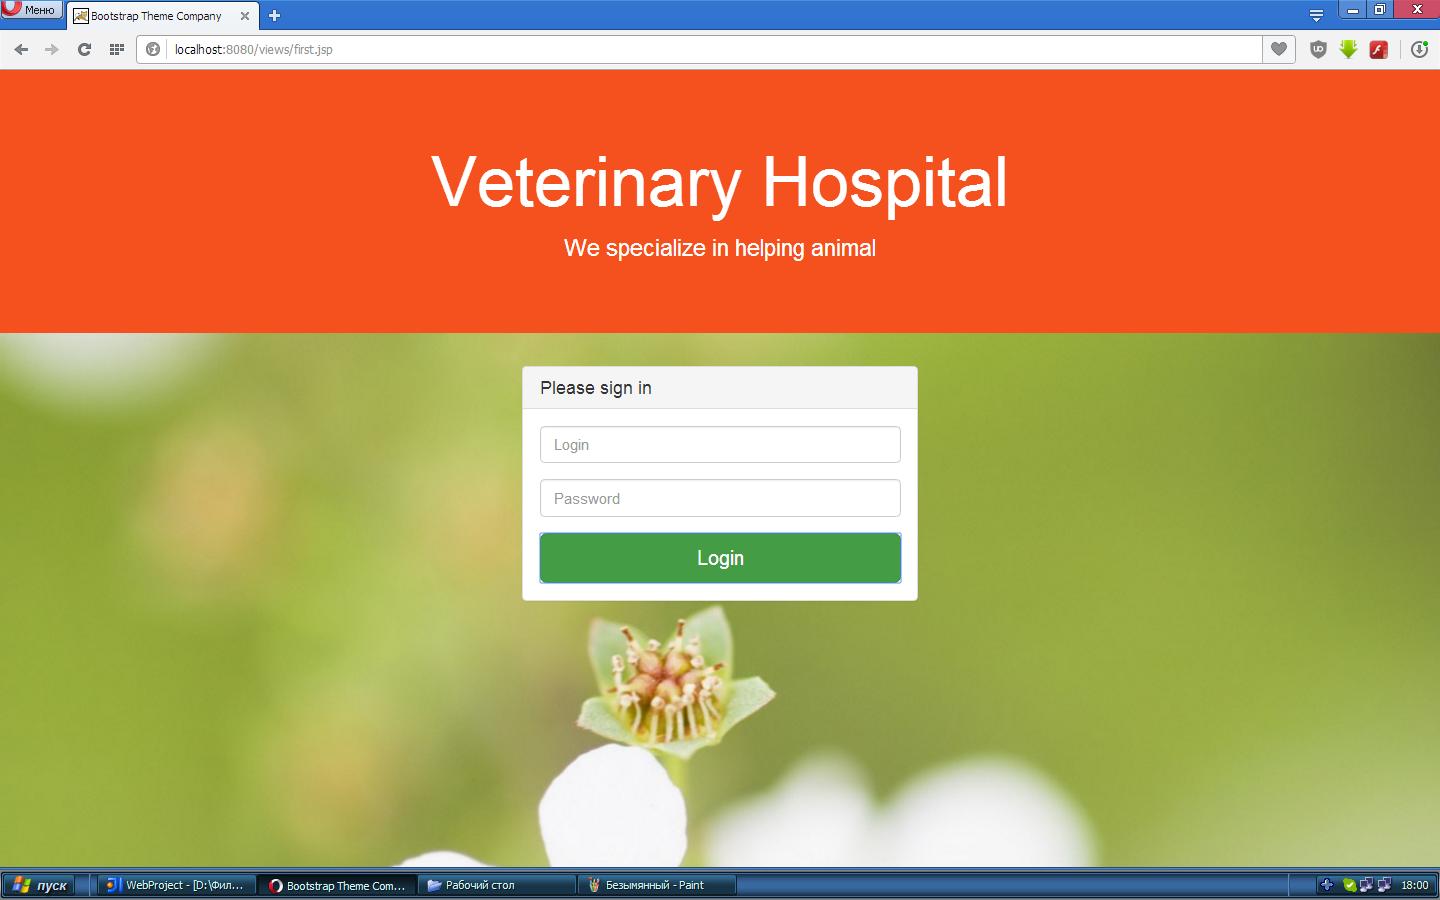 Меню
Bootstrap Theme Company
localhost:8080/views/first.jsp
Veterinary Hospital
We specialize in helping animal
Please sign in
Login
Password
Login
пуск
WebProject - [D:\Фил...
Bootstrap Theme Com...
Рабочий стол
Безымянный - Paint
18:00